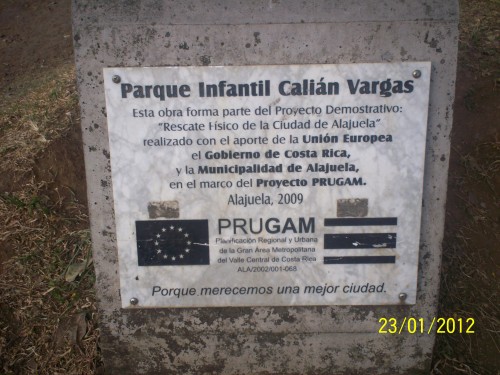 Parque Infantil Calián Vargas
Esta obra forma parte del Proyecto Demostrativo:
"Rescate Físico de la Ciudad de Alajuela"
realizado con el aporte de la Unión Europea
el Gobierno de Costa Rica,
y la Municipalidad de Alajuela,
en el marco del Proyecto PRUGAM.
Alajuela, 2009
PRUGAM
Planificación Regional y Urbana
de la Gran Área Metropolitana
del Valle Central de Costa Rica
ALA/2002/001-068
Porque merecemos una mejor ciudad.
23/01/2012